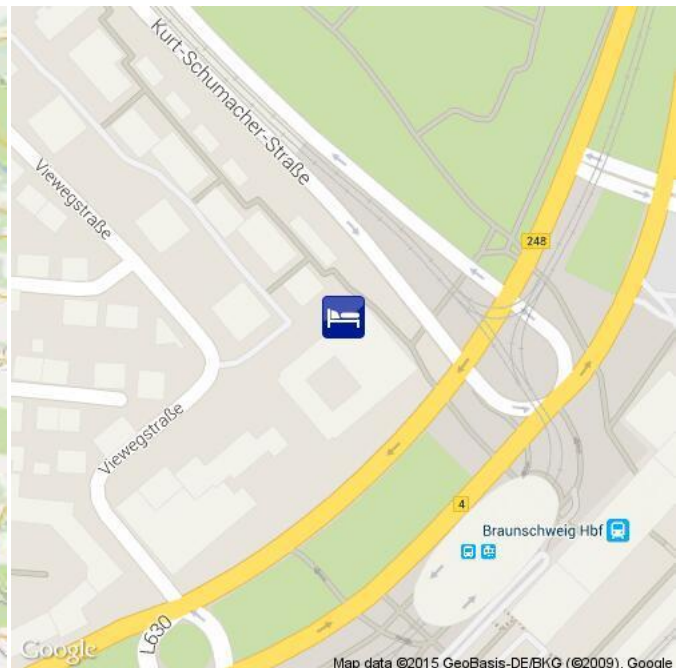 Kurt-Schumacher-Straße
Viewegstraße
248
Viewegstraße
4
Braunschweig Hbf
L630
Google
Map data ©2015 GeoBasis-DE/BKG (©2009), Google